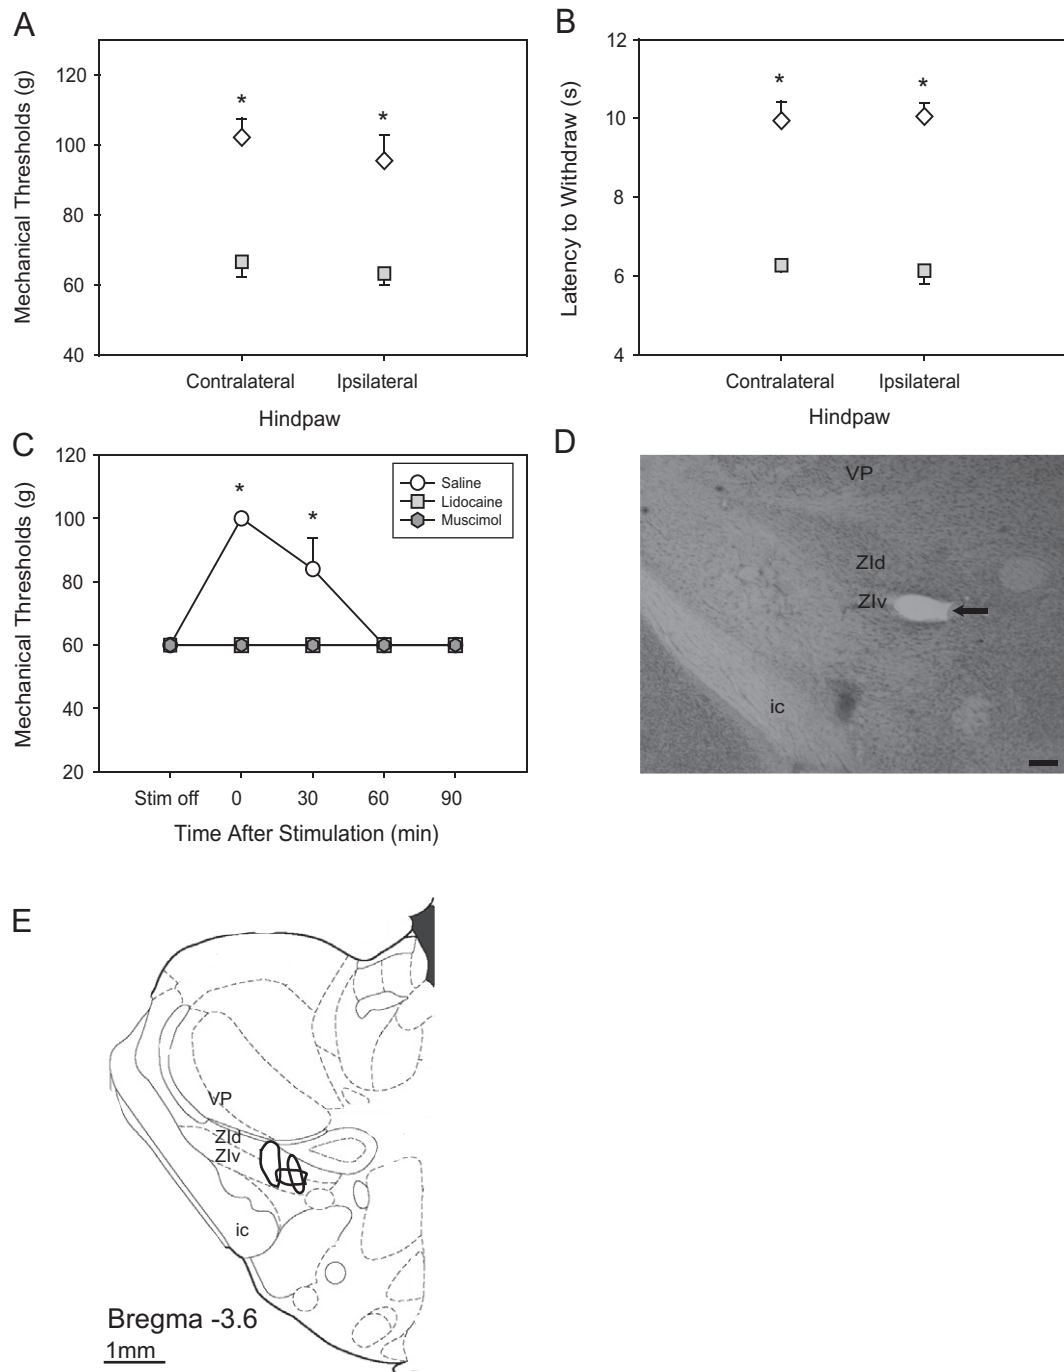 A
Mechanical Thresholds (g)
120
100
80
60
40
*
*
Contralateral Ipsilateral
Hindpaw
B
Latency to Withdraw (s)
12
10
8
6
4
*
*
Contralateral Ipsilateral
Hindpaw
C
Mechanical Thresholds (g)
120
100
80
60
40
20
*
*
Saline
Lidocaine
Muscimol
Stim off 0 30 60 90
Time After Stimulation (min)
D
VP
ZId
ZIv
ic
E
VP
ZId
ZIv
ic
Bregma -3.6
1mm